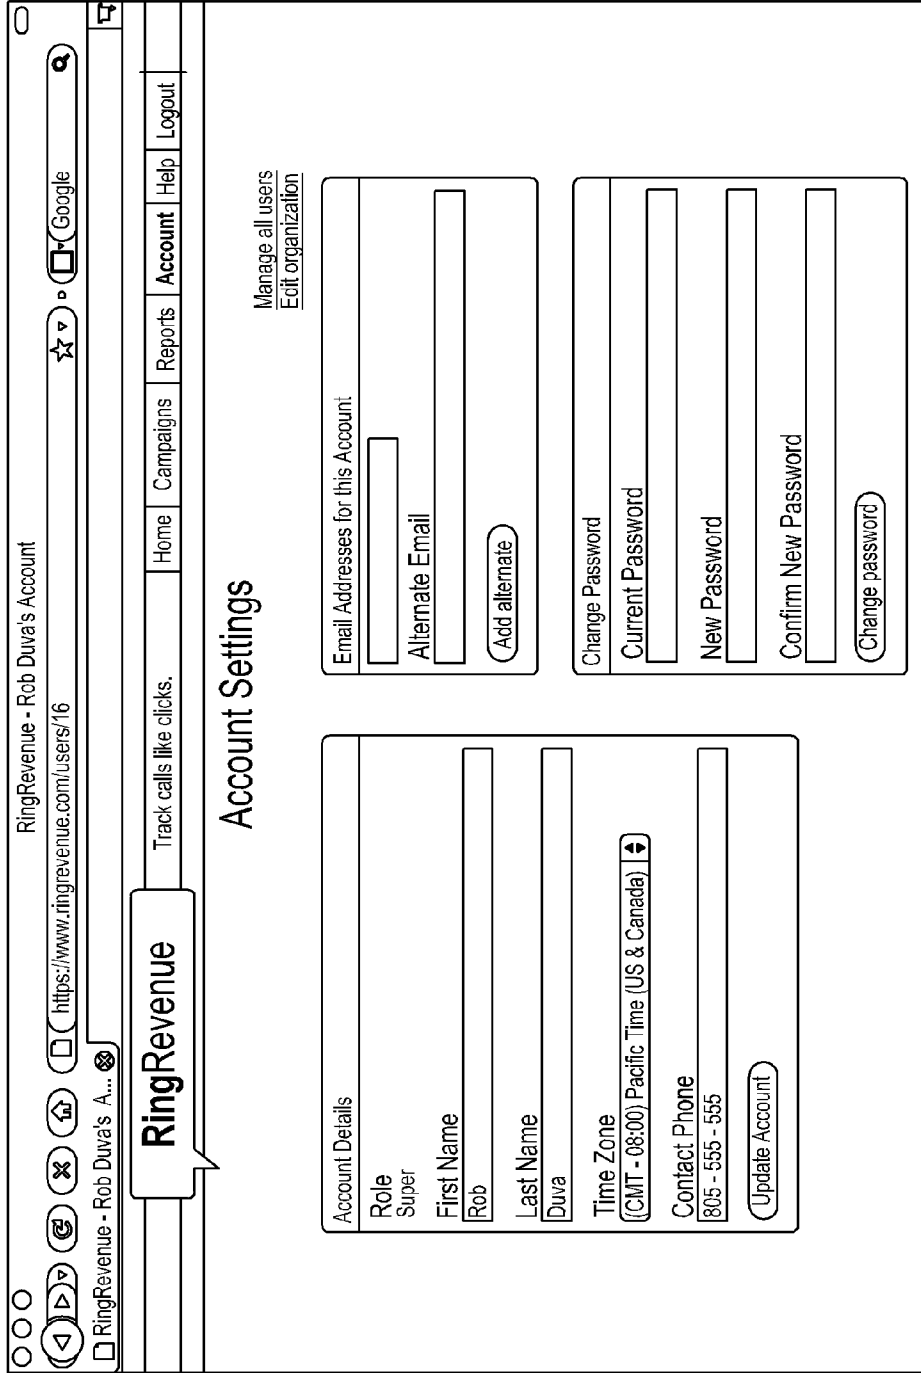 RingRevenue - Rob Duva's Account
https://www.ringrevenue.com/users/16
Google
RingRevenue - Rob Duva's A...
RingRevenue
Track calls like clicks.
Home
Campaigns
Reports
Account
Help
Logout
Account Settings
Manage all users
Edit organization
Account Details
Role
Super
First Name
Rob
Last Name
Duva
Time Zone
(CMT - 08:00) Pacific Time (US & Canada)
Contact Phone
805 - 555 - 555
Update Account
Email Addresses for this Account
Alternate Email
Add alternate
Change Password
Current Password
New Password
Confirm New Password
Change password